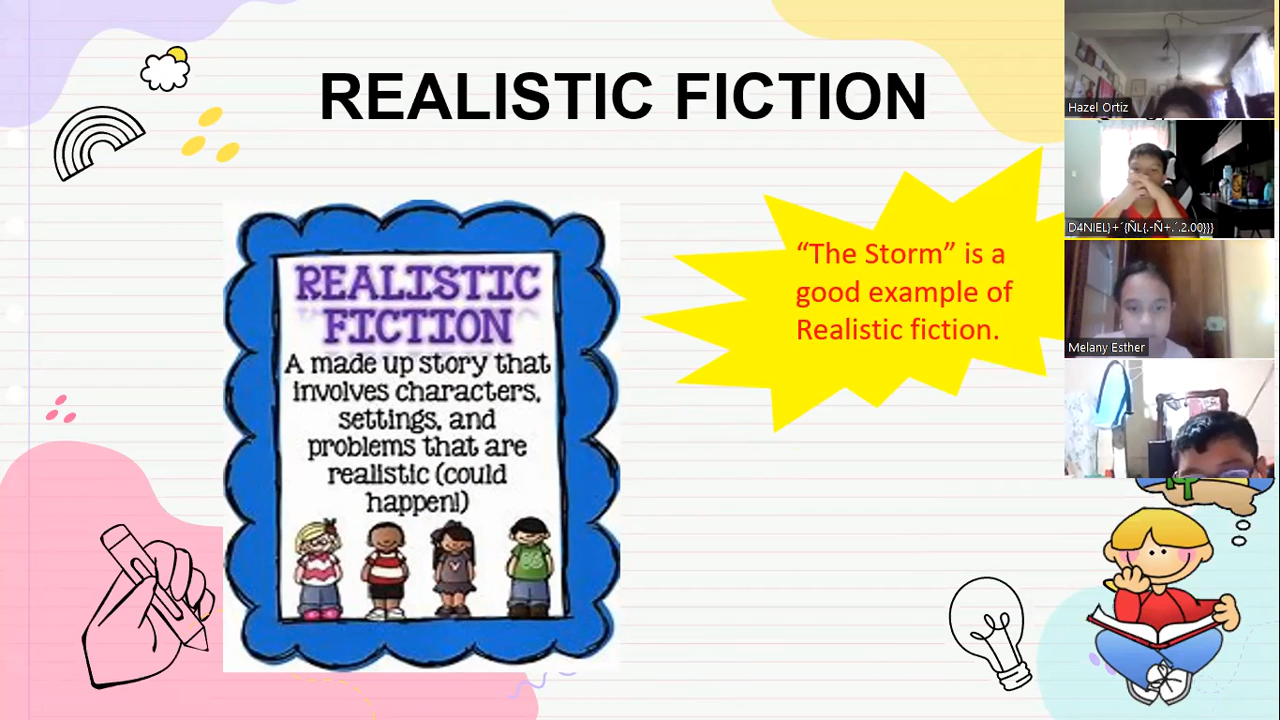 REALISTIC FICTION
REALISTIC
FICTION
A made up story that
involves characters,
settings, and
problems that are
realistic (could
happen!)
“The Storm” is a
good example of
Realistic fiction.
Hazel Ortiz
D4NIEL}+´{ÑL{.-Ñ+.´.2.00}}}
Melany Esther